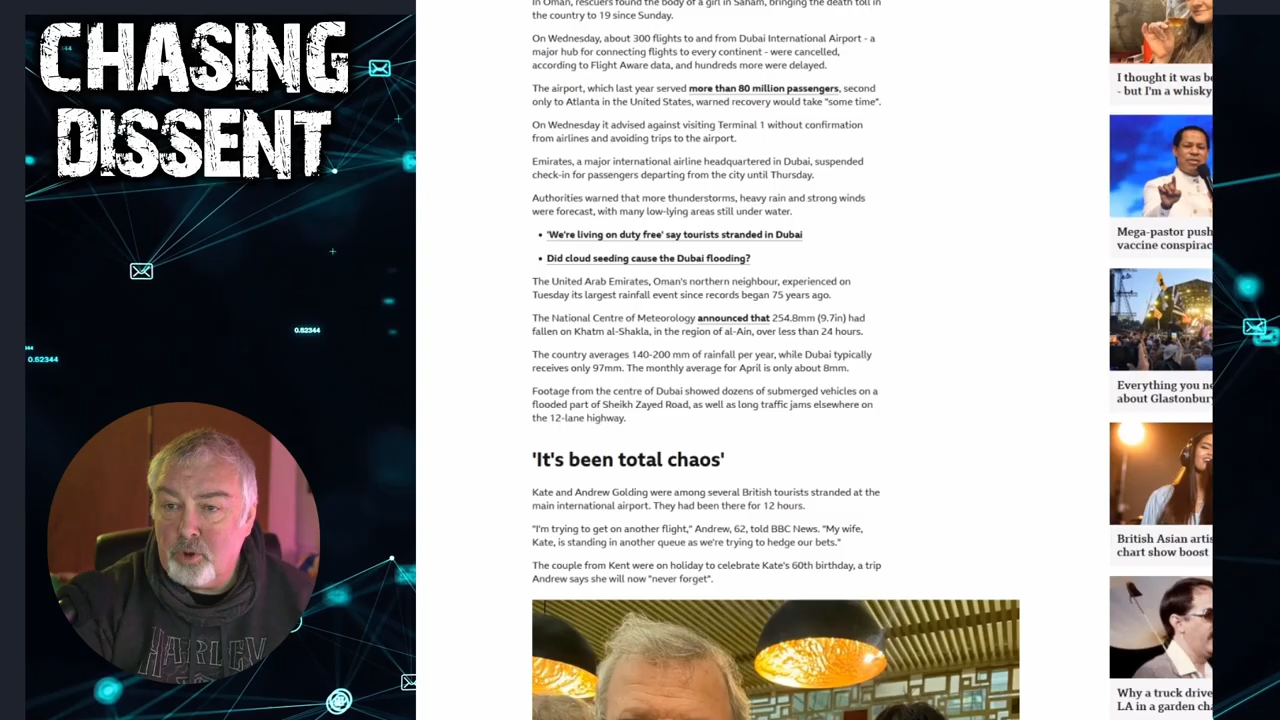 CHASING
DISSENT
0.62344
0.62344
HARLEY
In Oman, rescuers found the body of a girl in Saham, bringing the death toll in
the country to 19 since Sunday.
On Wednesday, about 300 flights to and from Dubai International Airport - a
major hub for connecting flights to every continent - were cancelled,
according to Flight Aware data, and hundreds more were delayed.
The airport, which last year served more than 80 million passengers, second
only to Atlanta in the United States, warned recovery would take "some time".
On Wednesday it advised against visiting Terminal 1 without confirmation
from airlines and avoiding trips to the airport.
Emirates, a major international airline headquartered in Dubai, suspended
check-in for passengers departing from the city until Thursday.
Authorities warned that more thunderstorms, heavy rain and strong winds
were forecast, with many low-lying areas still under water.
• 'We're living on duty free' say tourists stranded in Dubai
• Did cloud seeding cause the Dubai flooding?
The United Arab Emirates, Oman's northern neighbour, experienced on
Tuesday its largest rainfall event since records began 75 years ago.
The National Centre of Meteorology announced that 254.8mm (9.7in) had
fallen on Khatm al-Shakla, in the region of al-Ain, over less than 24 hours.
The country averages 140-200 mm of rainfall per year, while Dubai typically
receives only 97mm. The monthly average for April is only about 8mm.
Footage from the centre of Dubai showed dozens of submerged vehicles on a
flooded part of Sheikh Zayed Road, as well as long traffic jams elsewhere on
the 12-lane highway.
'It's been total chaos'
Kate and Andrew Golding were among several British tourists stranded at the
main international airport. They had been there for 12 hours.
"I'm trying to get on another flight," Andrew, 62, told BBC News. "My wife,
Kate, is standing in another queue as we're trying to hedge our bets."
The couple from Kent were on holiday to celebrate Kate's 60th birthday, a trip
Andrew says she will now "never forget".
I thought it was be
- but I'm a whisky
Mega-pastor push
vaccine conspirac
Everything you ne
about Glastonbury
British Asian artis
chart show boost
Why a truck drive
LA in a garden cha